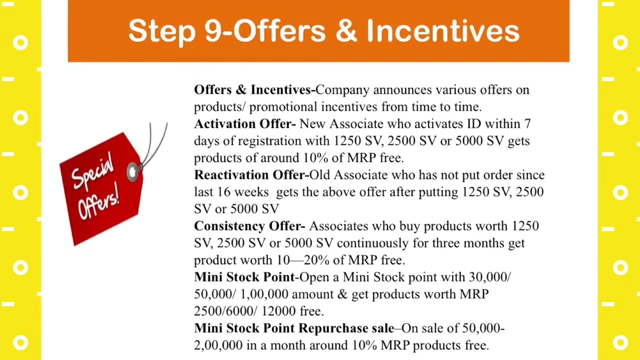 Step 9-Offers & Incentives
Offers & Incentives-Company announces various offers on
products/ promotional incentives from time to time.
Activation Offer- New Associate who activates ID within 7
days of registration with 1250 SV, 2500 SV or 5000 SV gets
products of around 10% of MRP free.
Reactivation Offer-Old Associate who has not put order since
last 16 weeks  gets the above offer after putting 1250 SV, 2500
SV or 5000 SV
Consistency Offer- Associates who buy products worth 1250
SV, 2500 SV or 5000 SV continuously for three months get
product worth 10—20% of MRP free.
Mini Stock Point-Open a Mini Stock point with 30,000/
50,000/ 1,00,000 amount & get products worth MRP
2500/6000/ 12000 free.
Mini Stock Point Repurchase sale–On sale of 50,000-
2,00,000 in a month around 10% MRP products free.
Special
Offers!